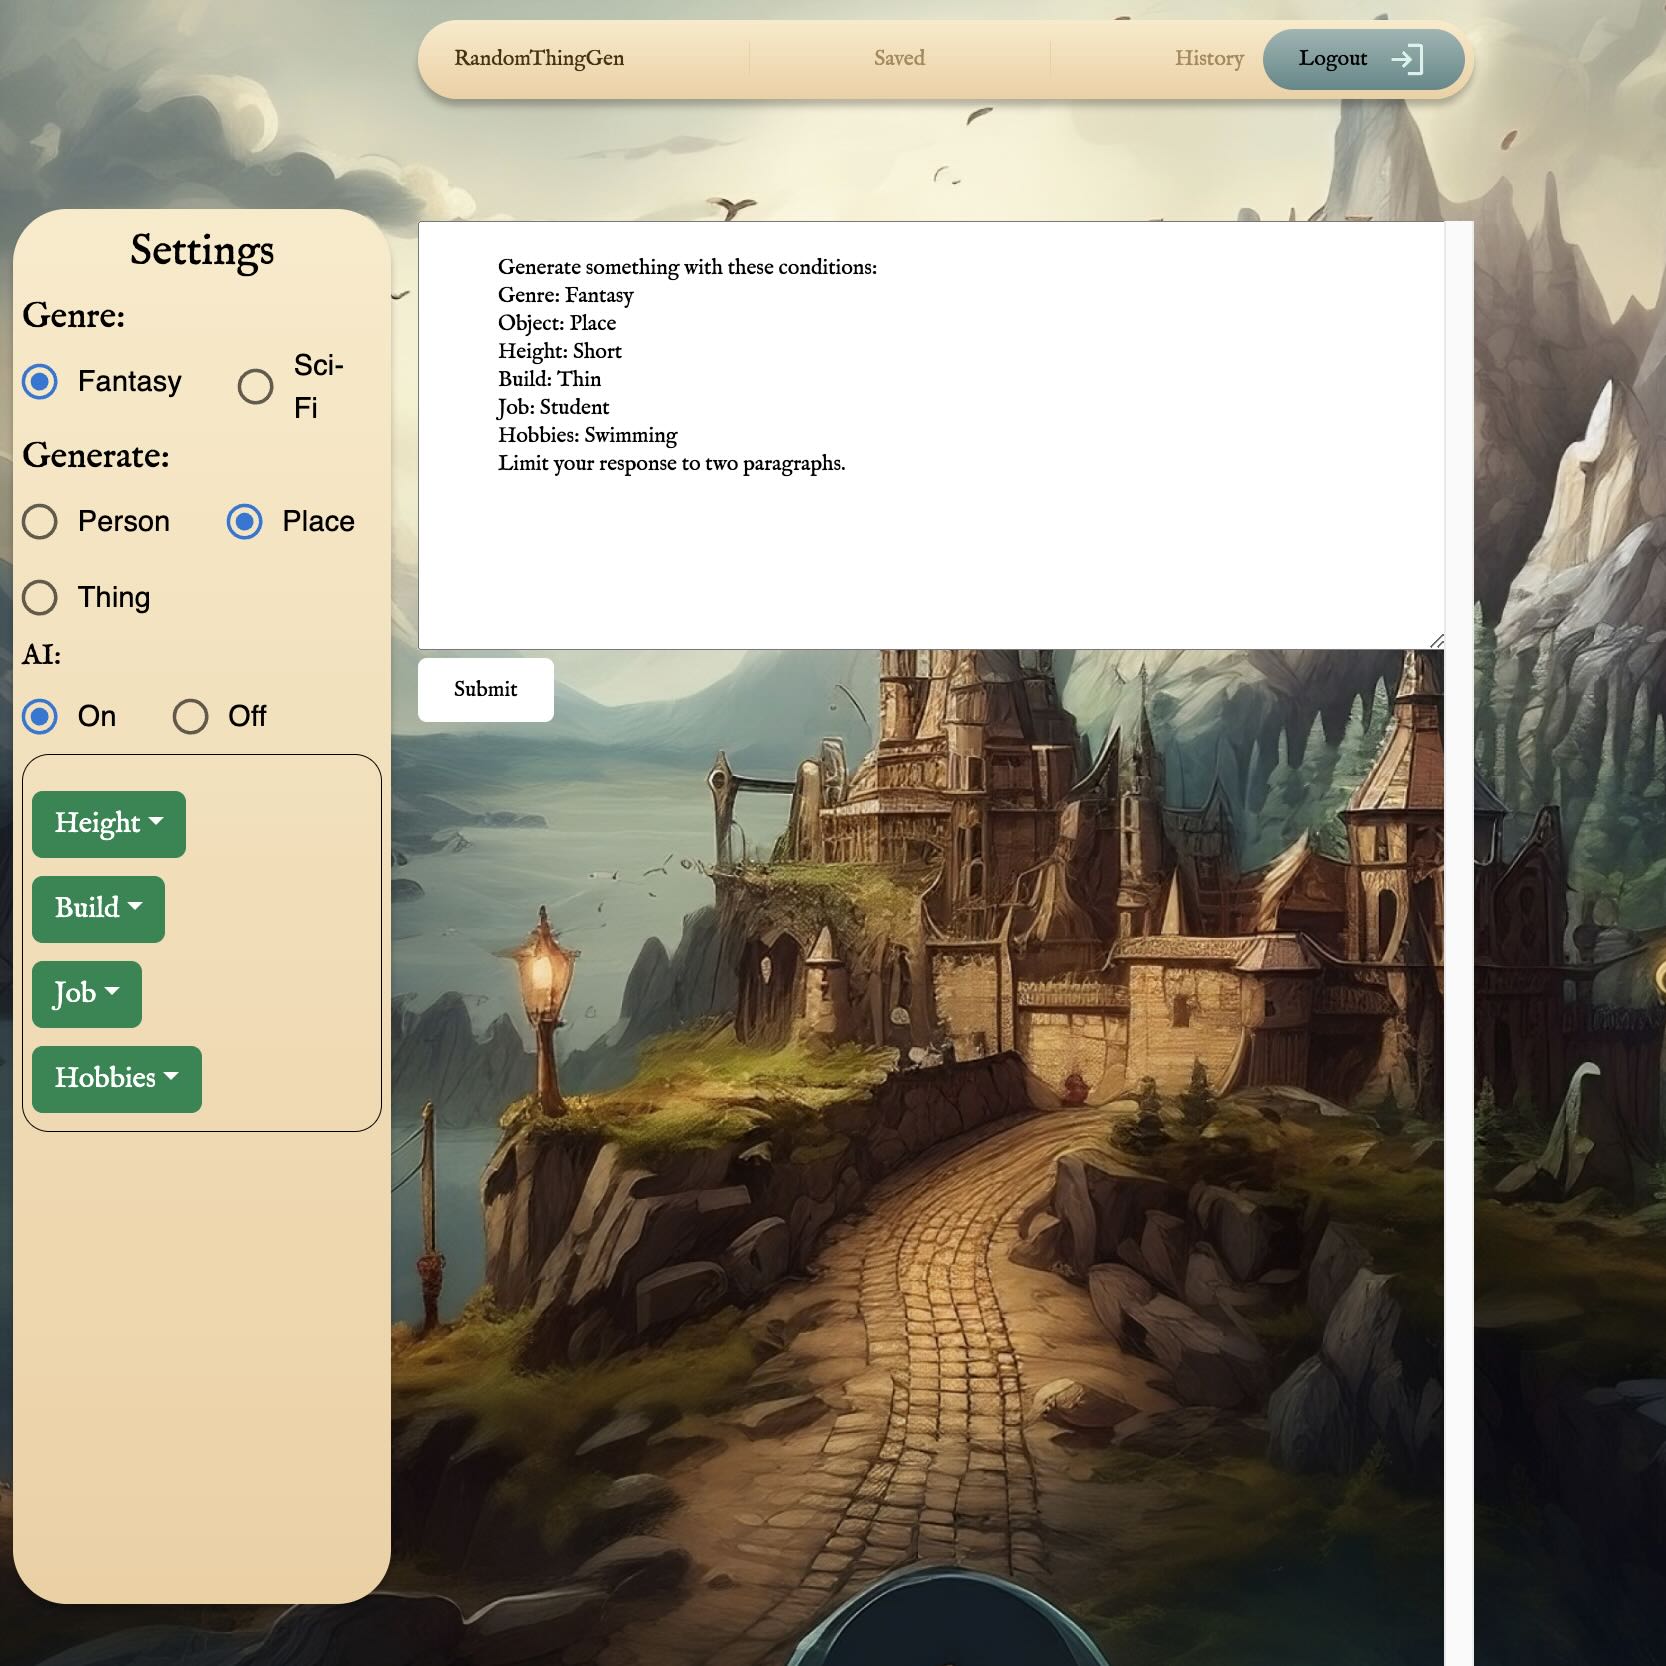 RandomThingGen
Saved
History
Logout
Settings
Genre:
Fantasy
Sci-
Fi
Generate:
Person
Place
Thing
AI:
On
Off
Height
Build
Job
Hobbies
Generate something with these conditions:
Genre: Fantasy
Object: Place
Height: Short
Build: Thin
Job: Student
Hobbies: Swimming
Limit your response to two paragraphs.
Submit